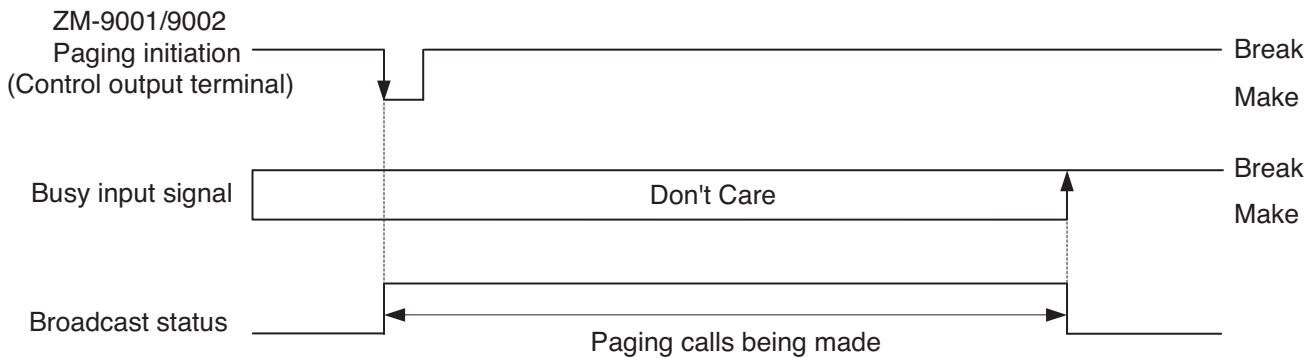 ZM-9001/9002
Paging initiation
(Control output terminal)
Break
Make
Busy input signal
Don't Care
Break
Make
Broadcast status
Paging calls being made